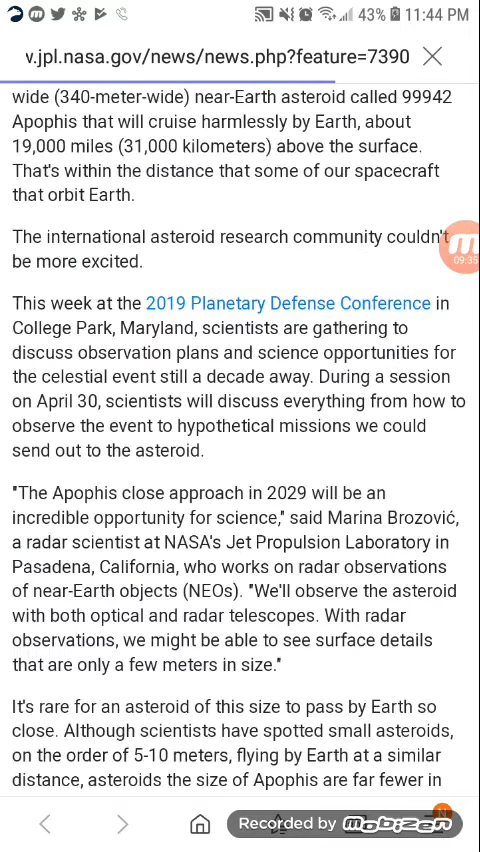 43% 11:44 PM
w.jpl.nasa.gov/news/news.php?feature=7390
wide (340-meter-wide) near-Earth asteroid called 99942
Apophis that will cruise harmlessly by Earth, about
19,000 miles (31,000 kilometers) above the surface.
That's within the distance that some of our spacecraft
that orbit Earth.
The international asteroid research community couldn't
be more excited.
09:35
This week at the 2019 Planetary Defense Conference in
College Park, Maryland, scientists are gathering to
discuss observation plans and science opportunities for
the celestial event still a decade away. During a session
on April 30, scientists will discuss everything from how to
observe the event to hypothetical missions we could
send out to the asteroid.
"The Apophis close approach in 2029 will be an
incredible opportunity for science," said Marina Brozović,
a radar scientist at NASA's Jet Propulsion Laboratory in
Pasadena, California, who works on radar observations
of near-Earth objects (NEOs). "We'll observe the asteroid
with both optical and radar telescopes. With radar
observations, we might be able to see surface details
that are only a few meters in size."
It's rare for an asteroid of this size to pass by Earth so
close. Although scientists have spotted small asteroids,
on the order of 5-10 meters, flying by Earth at a similar
distance, asteroids the size of Apophis are far fewer in
N
Recorded by Mobizen